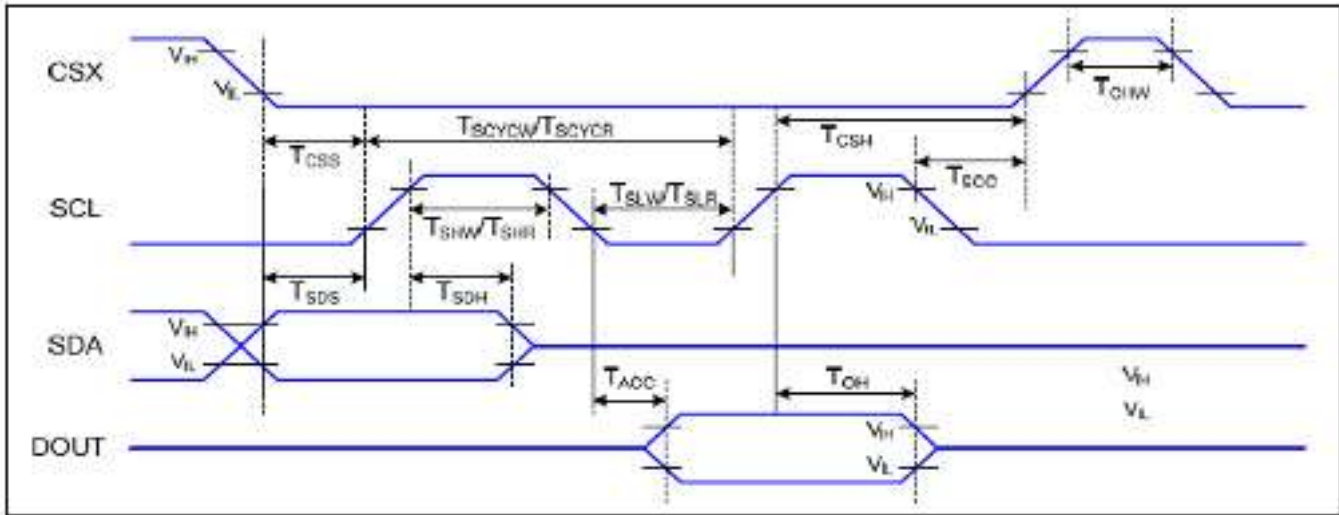 CSX
VIH
VIL
TCHW
TCSS
TSCYCW/TSCYCR
TCSH
TSCC
SCL
TSHW/TSHR
TSLW/TSLR
VIH
VIL
TSDS
TSDH
SDA
VIH
VIL
TACC
TOH
VIH
VIL
DOUT
VIH
VIL